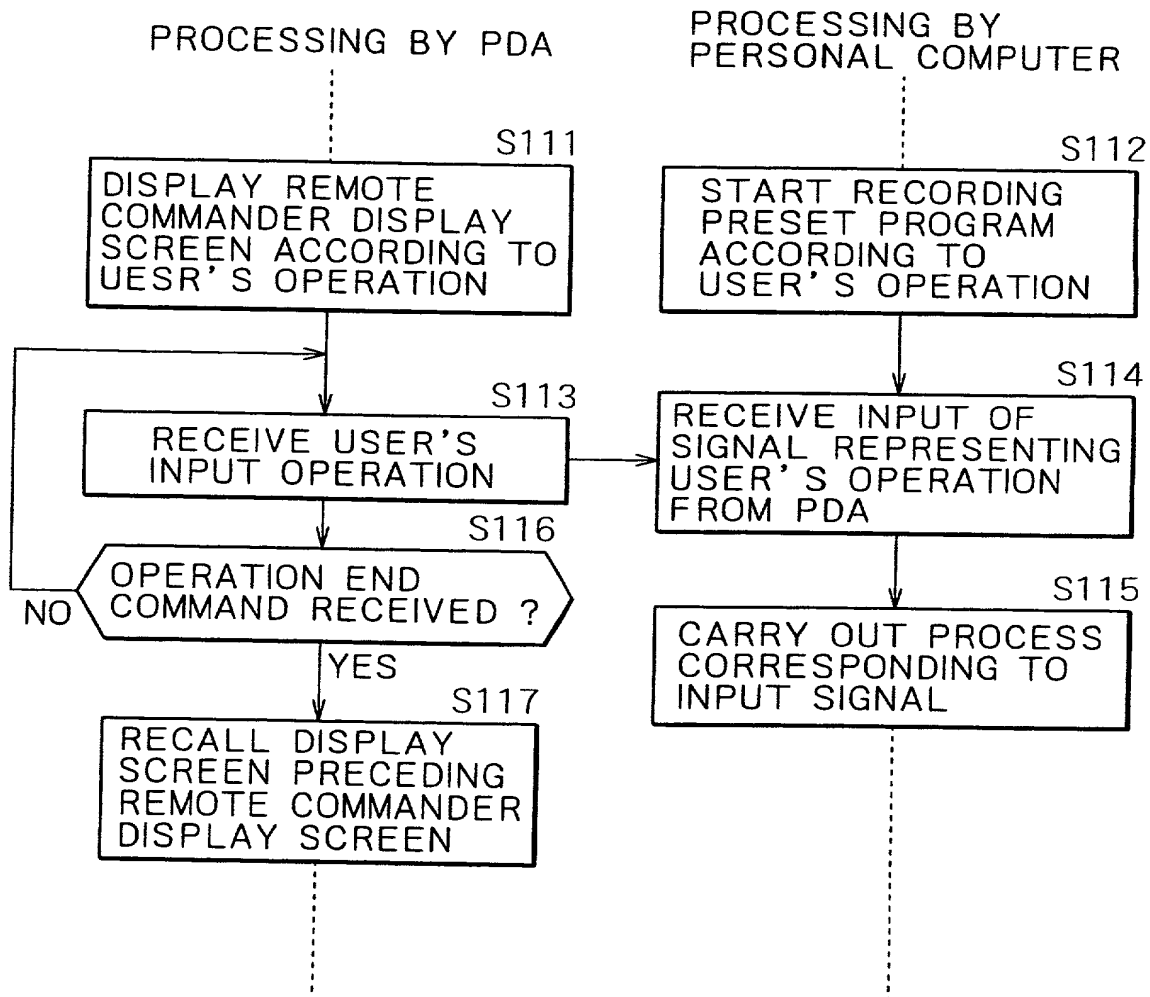 PROCESSING BY PDA
PROCESSING BY
PERSONAL COMPUTER
S111
DISPLAY REMOTE
COMMANDER DISPLAY
SCREEN ACCORDING TO
UESR'S OPERATION
S112
START RECORDING
PRESET PROGRAM
ACCORDING TO
USER'S OPERATION
S113
RECEIVE USER'S
INPUT OPERATION
S114
RECEIVE INPUT OF
SIGNAL REPRESENTING
USER'S OPERATION
FROM PDA
S116
OPERATION END
COMMAND RECEIVED ?
NO
YES
S115
CARRY OUT PROCESS
CORRESPONDING TO
INPUT SIGNAL
S117
RECALL DISPLAY
SCREEN PRECEDING
REMOTE COMMANDER
DISPLAY SCREEN